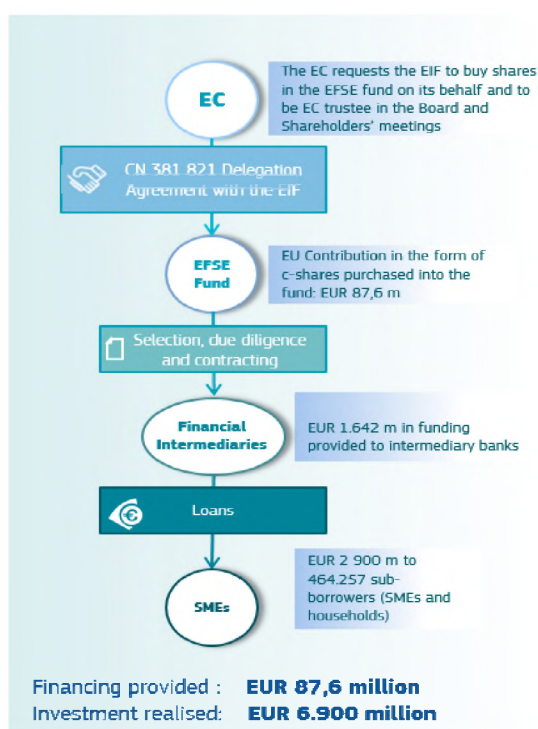 EC
The EC requests the EIF to buy shares
in the EFSE fund on its behalf and to
be EC trustee in the Board and
Shareholders' meetings
CN 381 821 Delegation
Agreement with the EIF
EFSE
Fund
EU Contribution in the form of
c-shares purchased into the
fund: EUR 87,6 m
Selection, due diligence
and contracting
Financial
Intermediaries
EUR 1.642 m in funding
provided to intermediary banks
Loans
SMEs
EUR 2 900 m to
464.257 sub-
borrowers (SMEs and
households)
Financing provided : EUR 87,6 million
Investment realised: EUR 6.900 million